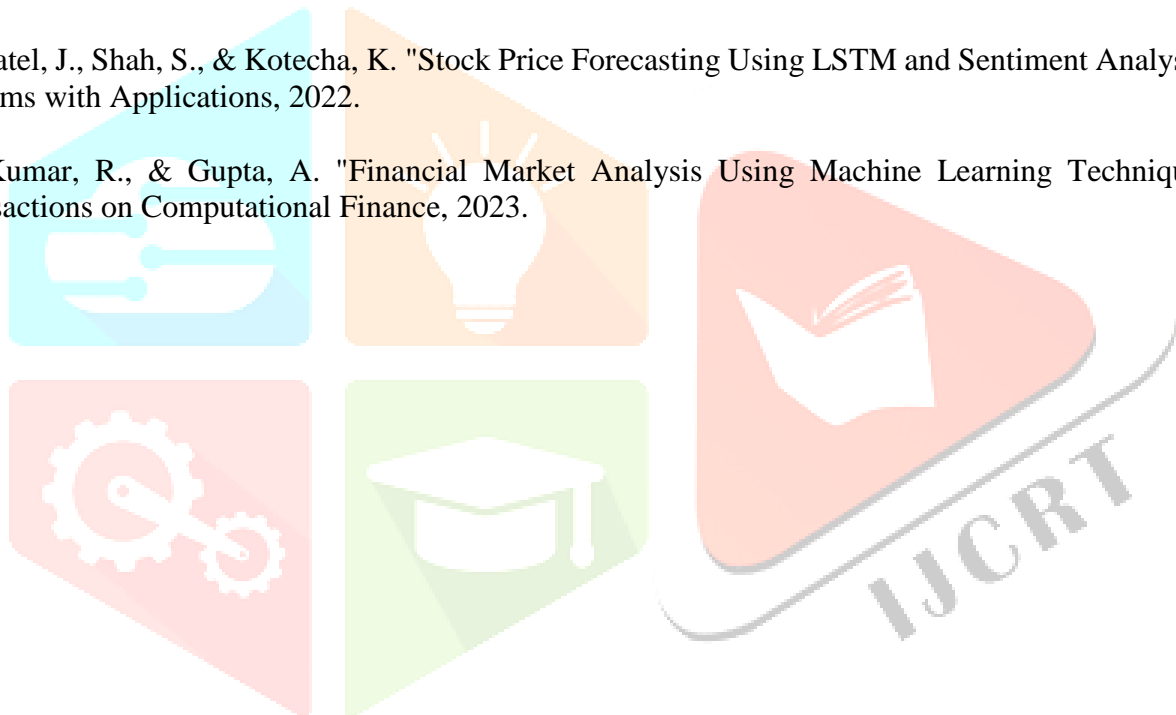 atel, J., Shah, S., & Kotecha, K. "Stock Price Forecasting Using LSTM and Sentiment Analys
ms with Applications, 2022.
Kumar, R., & Gupta, A. "Financial Market Analysis Using Machine Learning Techniqu
sactions on Computational Finance, 2023.
IJCRT